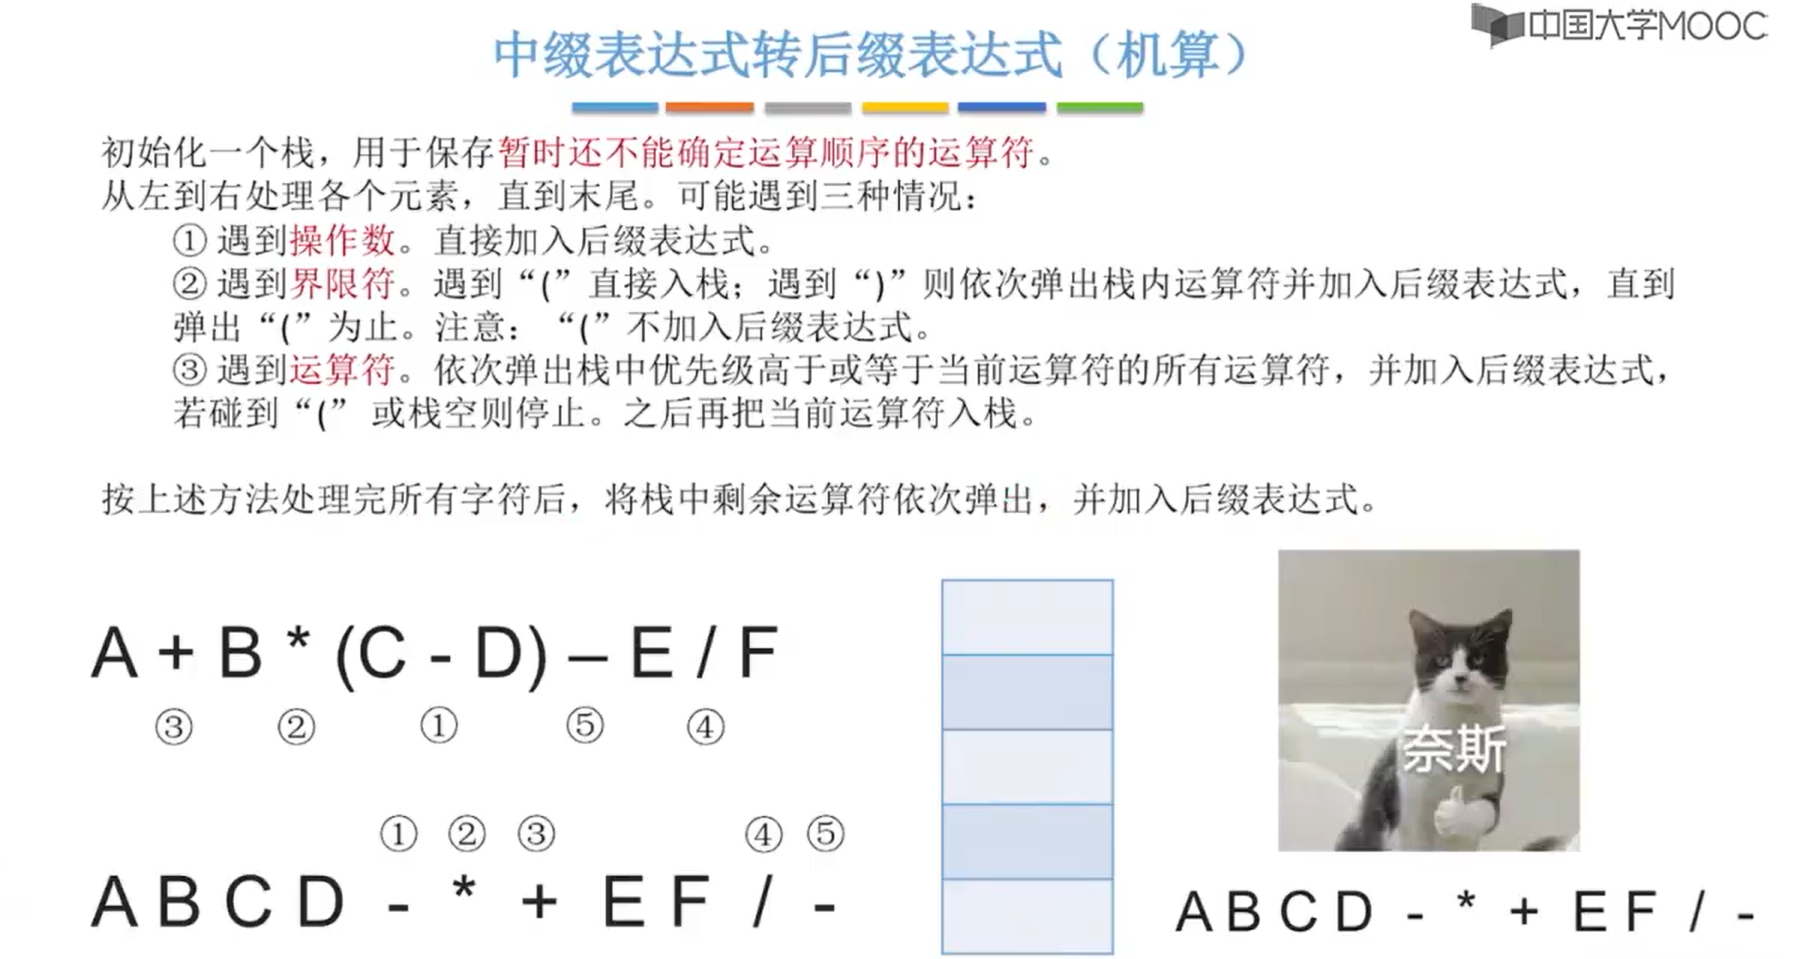 中国大学MOOC
中缀表达式转后缀表达式（机算）
初始化一个栈，用于保存暂时还不能确定运算顺序的运算符。
从左到右处理各个元素，直到末尾。可能遇到三种情况：
① 遇到操作数。直接加入后缀表达式。
② 遇到界限符。遇到“(”直接入栈；遇到“)”则依次弹出栈内运算符并加入后缀表达式，直到
弹出“(”为止。注意：“(”不加入后缀表达式。
③ 遇到运算符。依次弹出栈中优先级高于或等于当前运算符的所有运算符，并加入后缀表达式，
若碰到“(” 或栈空则停止。之后再把当前运算符入栈。
按上述方法处理完所有字符后，将栈中剩余运算符依次弹出，并加入后缀表达式。
A + B * (C - D) – E / F
③ ② ① ⑤ ④
奈斯
① ② ③ ④ ⑤
A B C D - * + E F / -
A B C D - * + E F / -